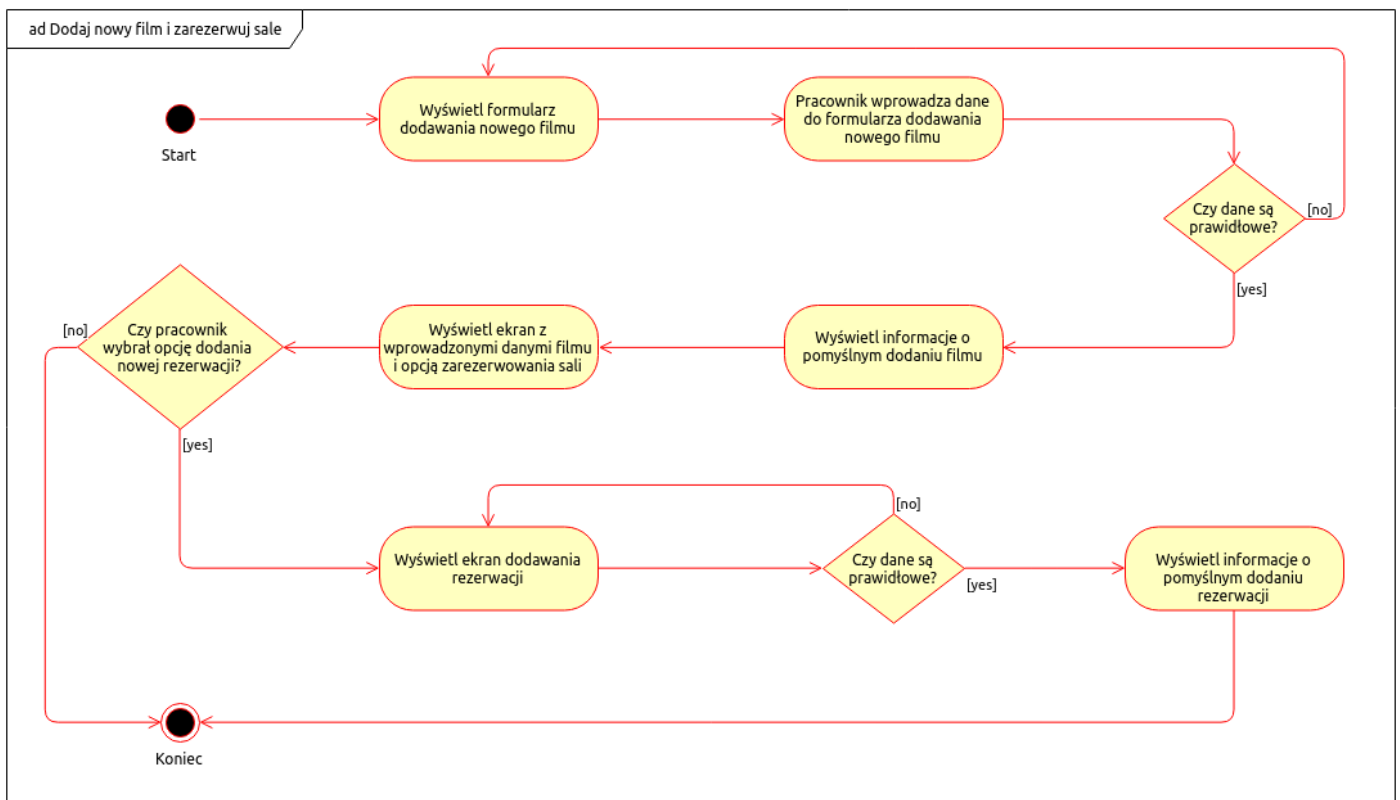 ad Dodaj nowy film i zarezerwuj sale
Start
Wyświetl formularz
dodawania nowego filmu
Pracownik wprowadza dane
do formularza dodawania
nowego filmu
Czy dane są
prawidłowe?
[no]
[yes]
Wyświetl informacje o
pomyślnym dodaniu filmu
Wyświetl ekran z
wprowadzonymi danymi filmu
i opcją zarezerwowania sali
Czy pracownik
wybrał opcję dodania
nowej rezerwacji?
[no]
[yes]
Wyświetl ekran dodawania
rezerwacji
Czy dane są
prawidłowe?
[no]
[yes]
Wyświetl informacje o
pomyślnym dodaniu
rezerwacji
Koniec